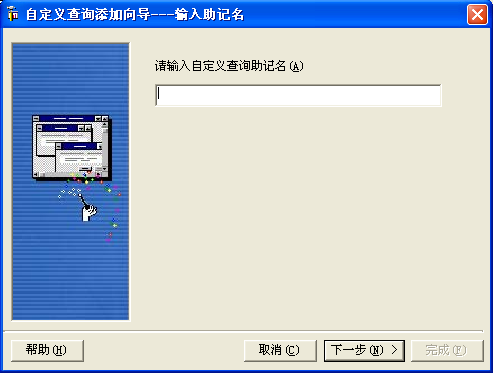 自定义查询添加向导---输入助记名
请输入自定义查询助记名(A)
帮助(H)
取消(C)
下一步(N) >
完成(F)